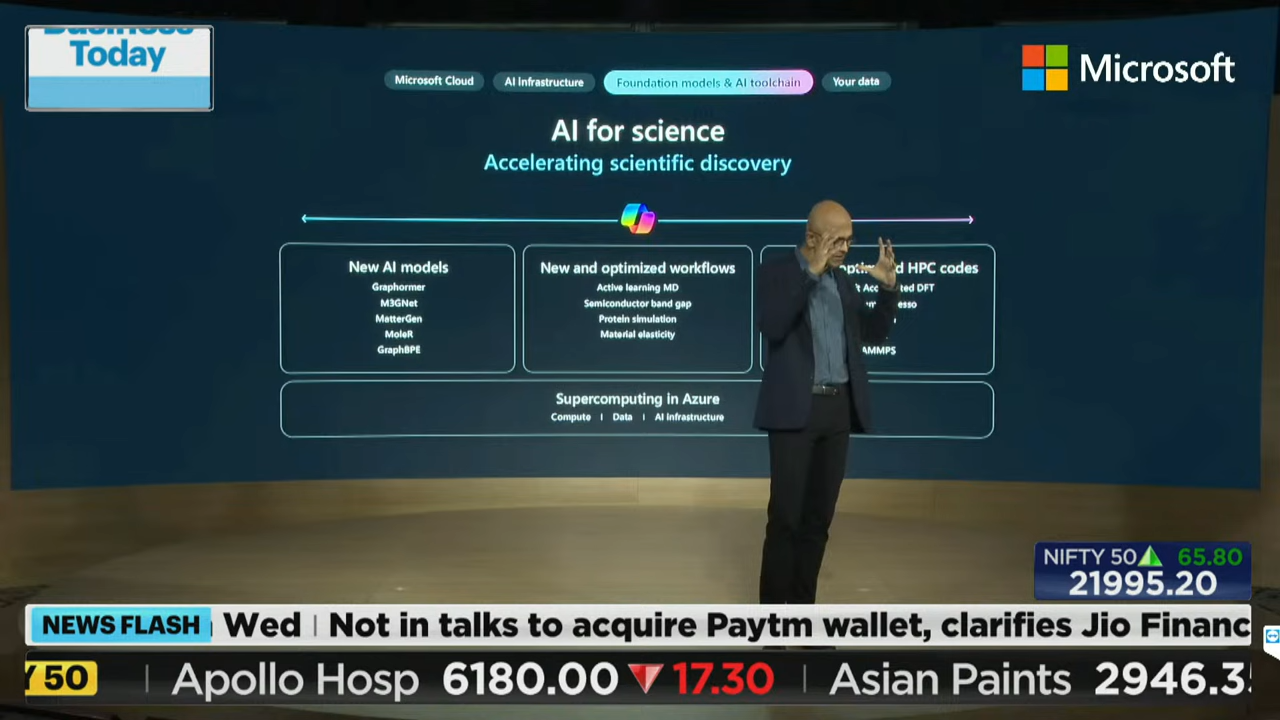 Business
Today
Microsoft
Microsoft Cloud
AI Infrastructure
Foundation models & AI toolchain
Your data
AI for science
Accelerating scientific discovery
New AI models
Graphormer
M3GNet
MatterGen
MoleR
GraphBPE
New and optimized workflows
Active learning MD
Semiconductor band gap
Protein simulation
Material elasticity
HPC codes
DFT
AMMPS
Supercomputing in Azure
Compute | Data | AI Infrastructure
NIFTY 50 65.80
21995.20
NEWS FLASH Wed | Not in talks to acquire Paytm wallet, clarifies Jio Financ
Y 50 | Apollo Hosp 6180.00 17.30 | Asian Paints 2946.3